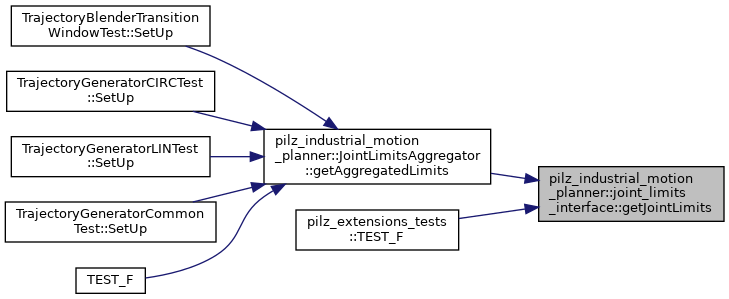 TrajectoryBlenderTransition
WindowTest::SetUp
TrajectoryGeneratorCIRCTest
::SetUp
TrajectoryGeneratorLINTest
::SetUp
TrajectoryGeneratorCommon
Test::SetUp
TEST_F
pilz_industrial_motion
_planner::JointLimitsAggregator
::getAggregatedLimits
pilz_extensions_tests
::TEST_F
pilz_industrial_motion
_planner::joint_limits
_interface::getJointLimits